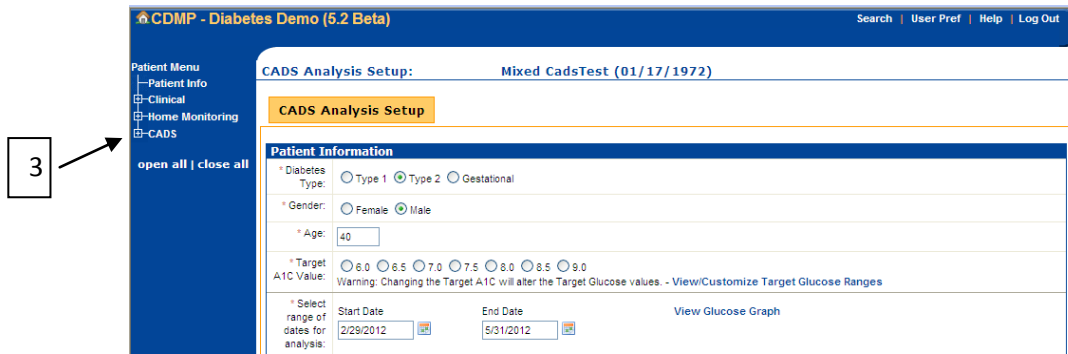 CDMP - Diabetes Demo (5.2 Beta)
Search | User Pref | Help | Log Out
Patient Menu
Patient Info
Clinical
Home Monitoring
CADS
open all | close all
3
CADS Analysis Setup: Mixed CadsTest (01/17/1972)
CADS Analysis Setup
Patient Information
* Diabetes Type: Type 1 Type 2 Gestational
* Gender: Female Male
* Age: 40
* Target A1C Value: 6.0 6.5 7.0 7.5 8.0 8.5 9.0
Warning: Changing the Target A1C will alter the Target Glucose values. - View/Customize Target Glucose Ranges
* Select range of dates for analysis:
Start Date End Date View Glucose Graph
2/29/2012 5/31/2012